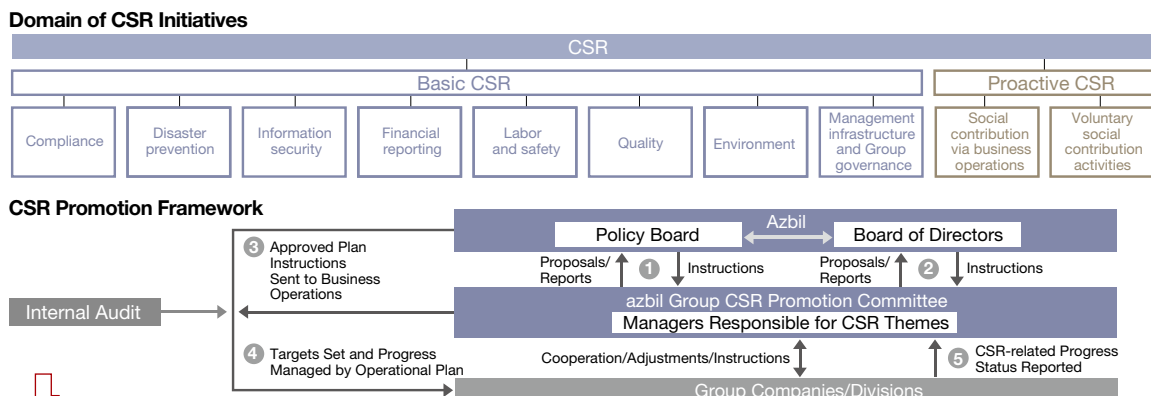 Domain of CSR Initiatives
CSR
Basic CSR
Proactive CSR
Compliance
Disaster
prevention
Information
security
Financial
reporting
Labor
and safety
Quality
Environment
Management
infrastructure
and Group
governance
Social
contribution
via business
operations
Voluntary
social
contribution
activities
CSR Promotion Framework
Azbil
Policy Board
Board of Directors
3 Approved Plan
Instructions
Sent to Business
Operations
Proposals/
Reports
1
Instructions
Proposals/
Reports
2
Instructions
Internal Audit
azbil Group CSR Promotion Committee
Managers Responsible for CSR Themes
4 Targets Set and Progress
Managed by Operational Plan
Cooperation/Adjustments/Instructions
5 CSR-related Progress
Status Reported
Group Companies/Divisions